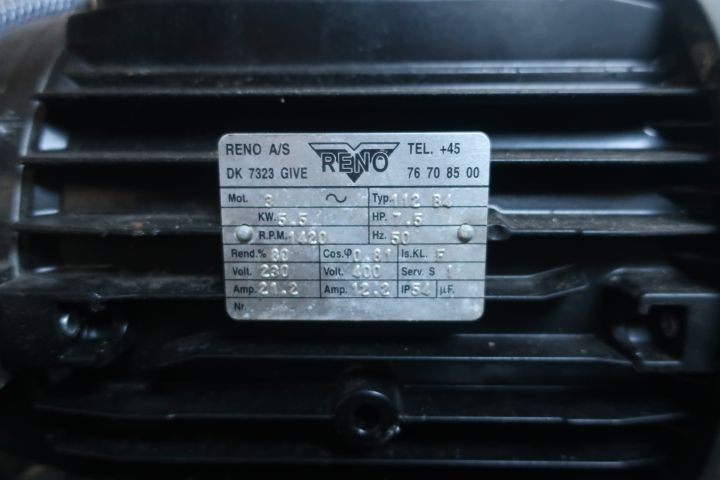 RENO A/S RENO TEL. +45
DK 7323 GIVE 76 70 85 00
Mot. 3 ~ Typ. 112 B4
KW. 5.5 HP. 7.5
R.P.M. 1420 Hz. 50
Rend.% 80 Cos.φ 0.81 Is.KL. F
Volt. 230 Volt. 400 Serv. S 1
Amp. 21.2 Amp. 12.2 IP 54 µF.
Nr.